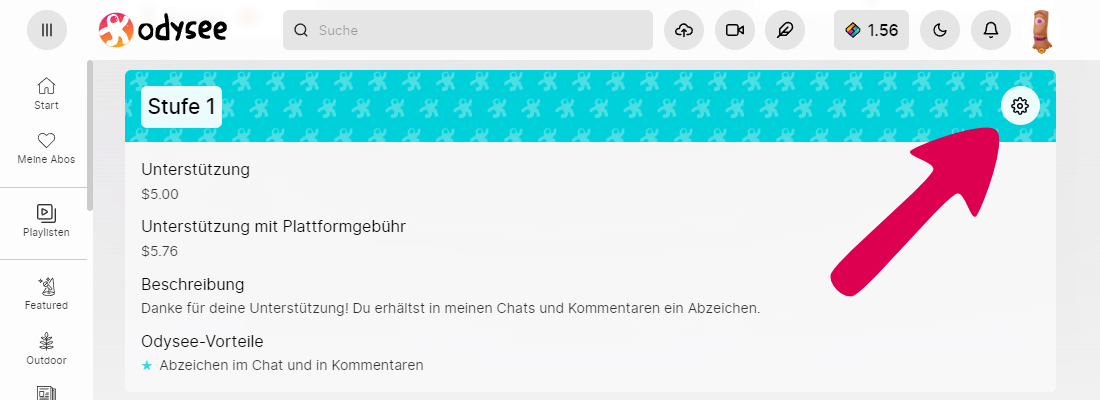 odysee
Suche
1.56
Start
Meine Abos
Playlisten
Featured
Outdoor
Stufe 1
Unterstützung
$5.00
Unterstützung mit Plattformgebühr
$5.76
Beschreibung
Danke für deine Unterstützung! Du erhältst in meinen Chats und Kommentaren ein Abzeichen.
Odysee-Vorteile
Abzeichen im Chat und in Kommentaren